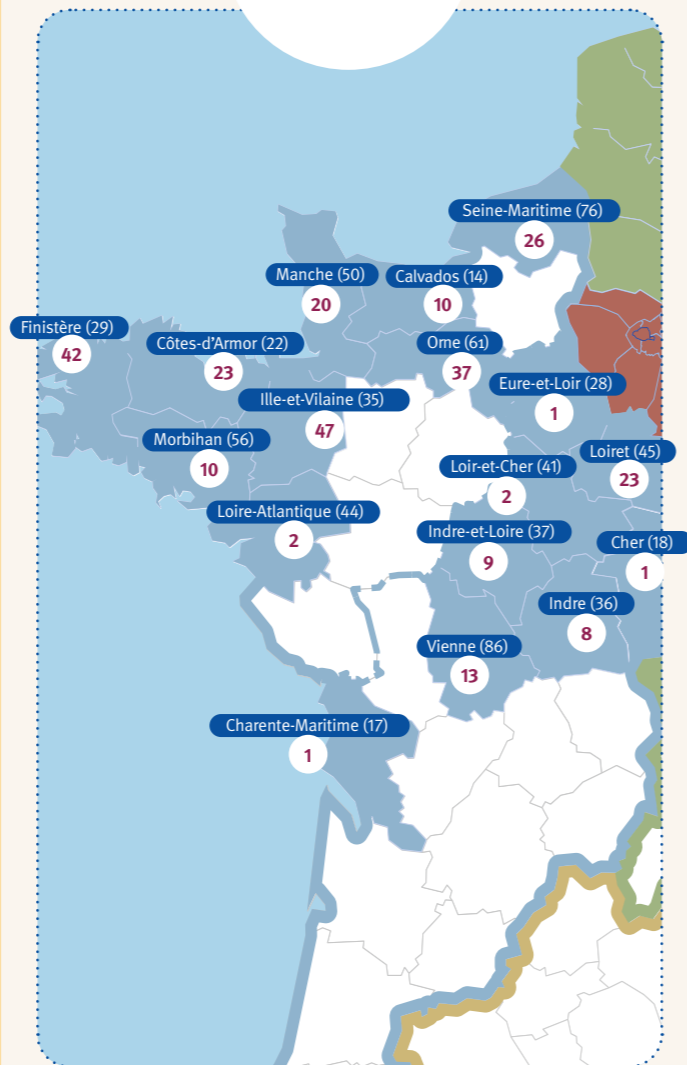 Seine-Maritime (76)
26
Manche (50)
20
Calvados (14)
10
Finistère (29)
42
Côtes-d'Armor (22)
23
Orne (61)
37
Eure-et-Loir (28)
1
Ille-et-Vilaine (35)
47
Morbihan (56)
10
Loiret (45)
23
Loir-et-Cher (41)
2
Loire-Atlantique (44)
2
Indre-et-Loire (37)
9
Cher (18)
1
Indre (36)
8
Vienne (86)
13
Charente-Maritime (17)
1